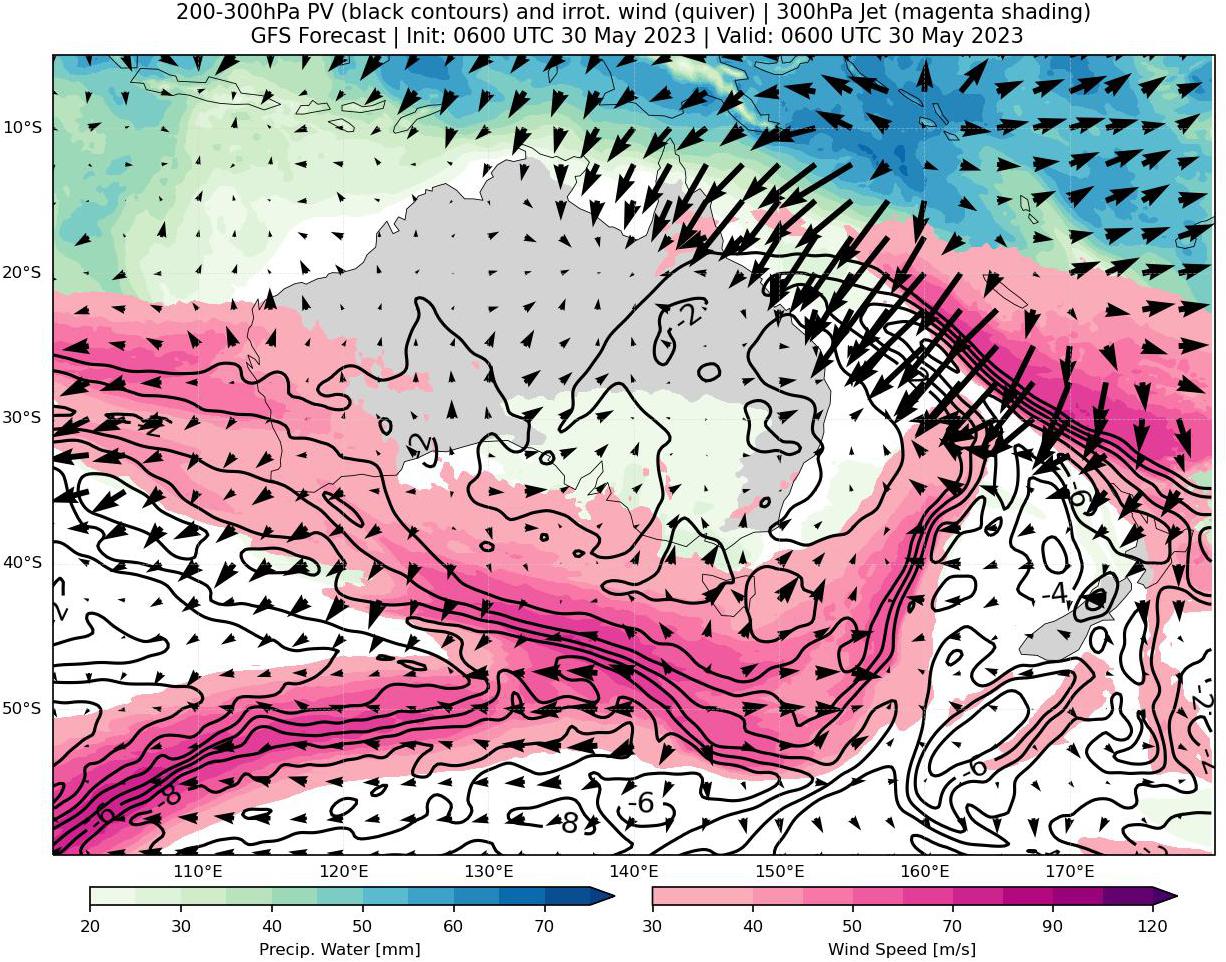 200-300hPa PV (black contours) and irrot. wind (quiver) | 300hPa Jet (magenta shading)
GFS Forecast | Init: 0600 UTC 30 May 2023 | Valid: 0600 UTC 30 May 2023
10°S
20°S
30°S
40°S
50°S
-2
-2
-6
-4
-2
-6
-6
-8
-8
-6
110°E 120°E 130°E 140°E 150°E 160°E 170°E
20 30 40 50 60 70
Precip. Water [mm]
30 40 50 70 90 120
Wind Speed [m/s]